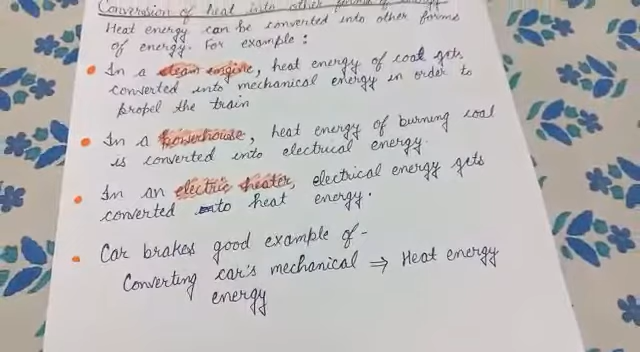 Conversion of heat into other forms of energy
Heat energy can be converted into other forms
of energy. For example :
In a steam engine, heat energy of coal gets
converted into mechanical energy in order to
propel the train
In a powerhouse, heat energy of burning coal
is converted into electrical energy.
In an electric heater, electrical energy gets
converted into heat energy.
Car brakes good example of-
Converting car's mechanical ⇒ Heat energy
energy